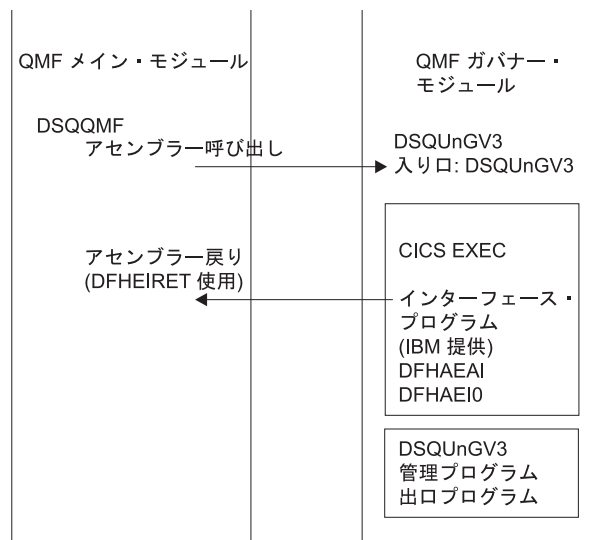 QMF メイン・モジュール
QMF ガバナー・
モジュール
DSQQMF
アセンブラー呼び出し
DSQUnGV3
入り口: DSQUnGV3
アセンブラー戻り
(DFHEIRET 使用)
CICS EXEC
インターフェース・
プログラム
(IBM 提供)
DFHAEAI
DFHAEI0
DSQUnGV3
管理プログラム
出口プログラム